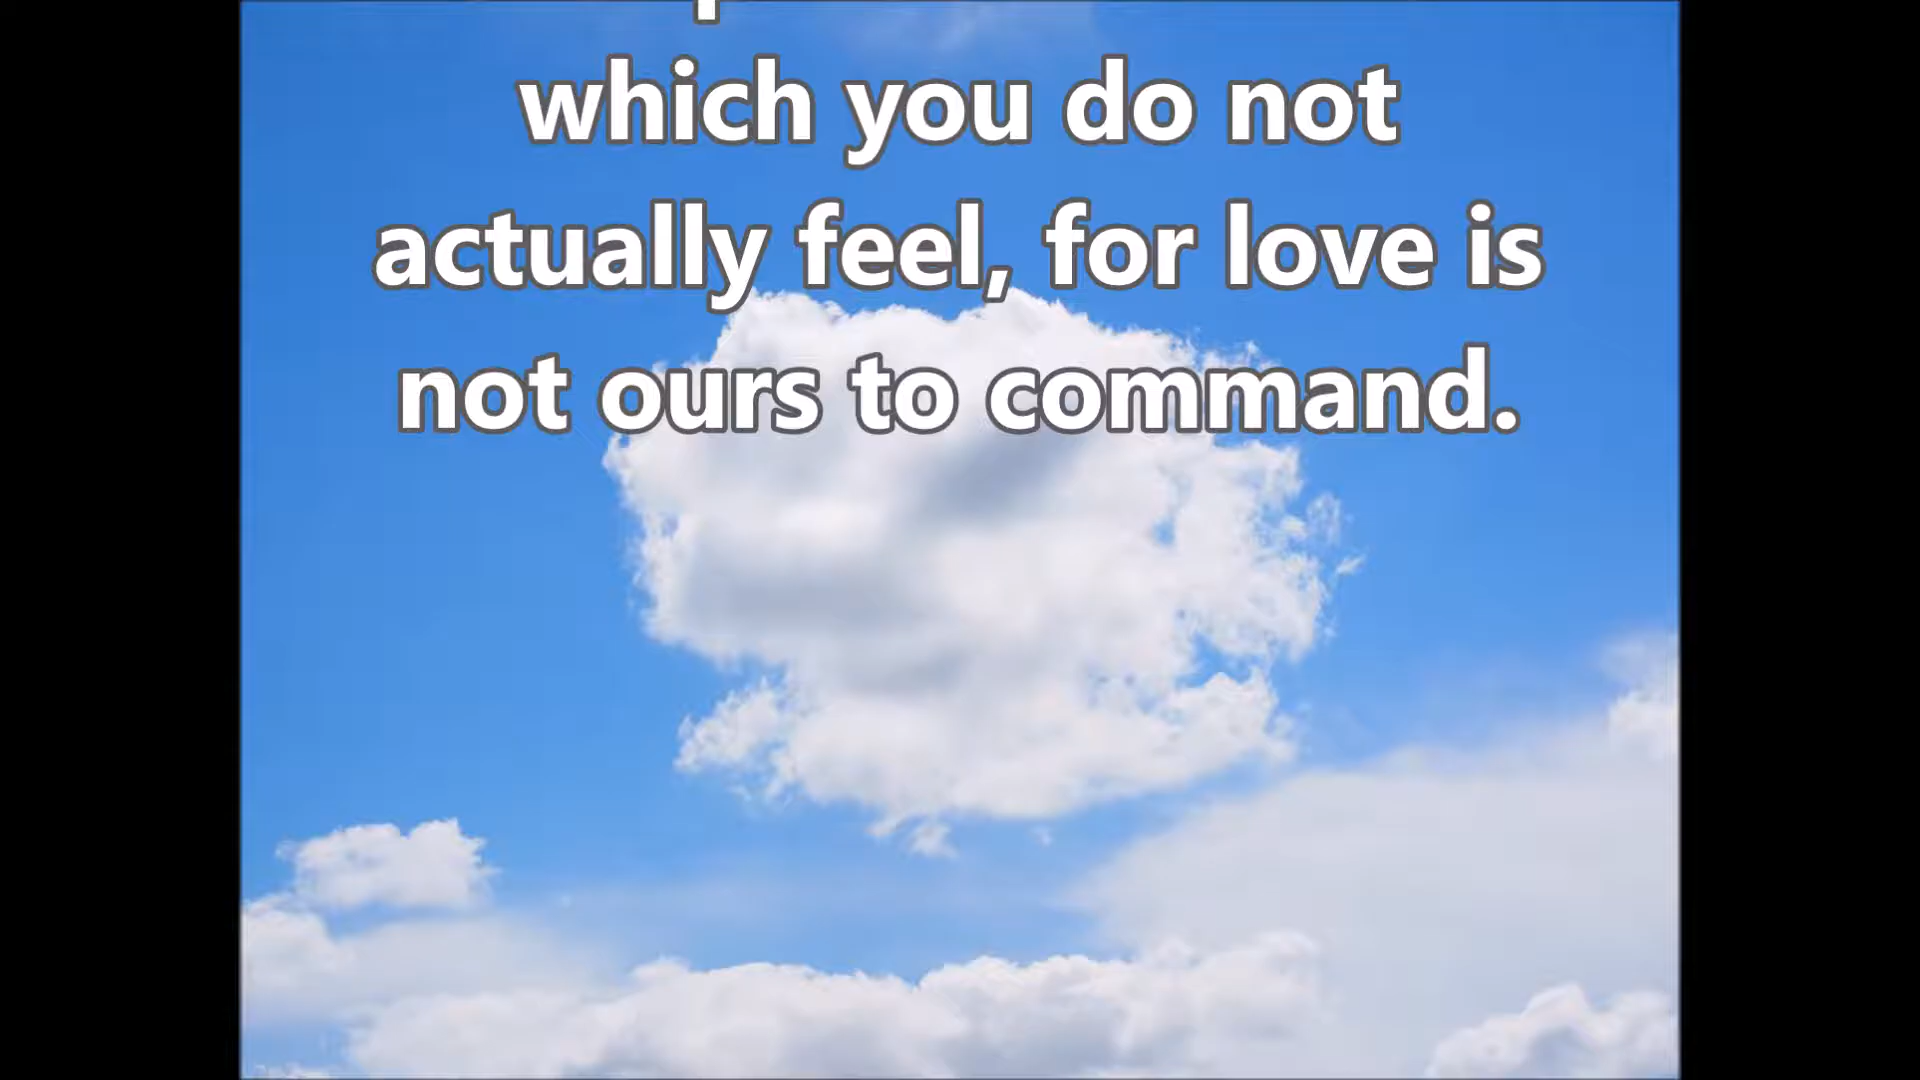 which you do not
actually feel, for love is
not ours to command.